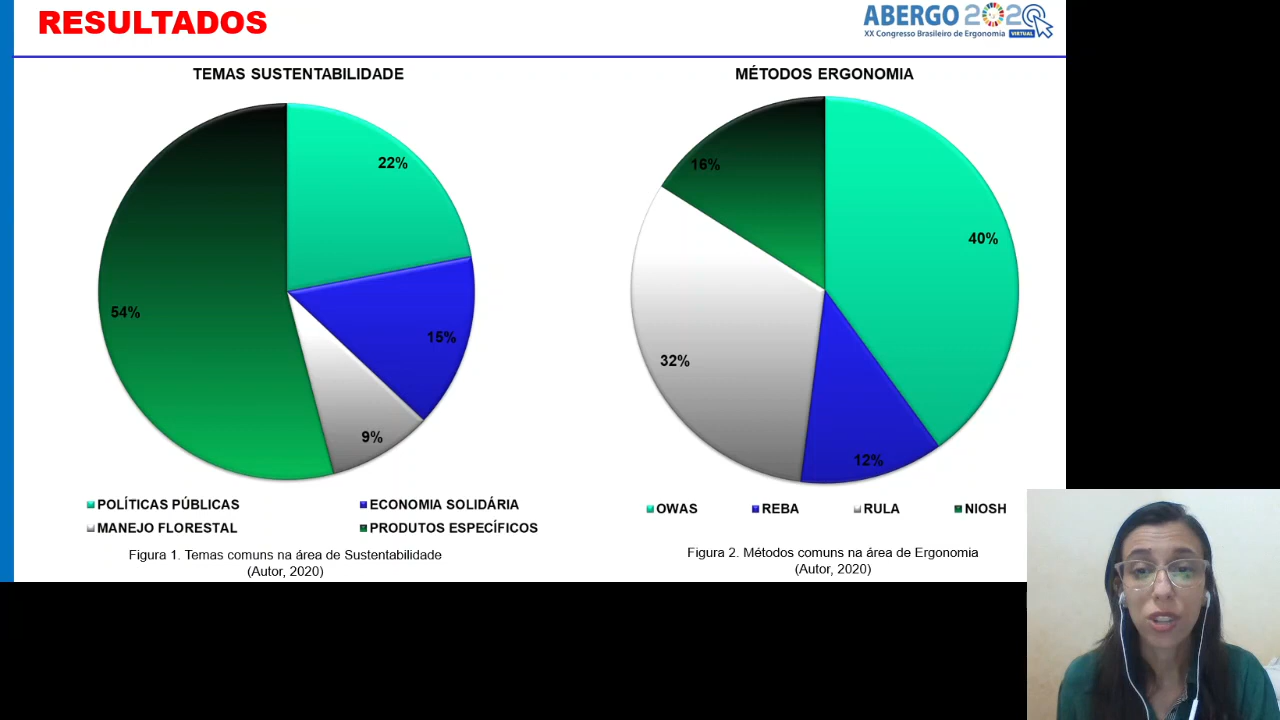 RESULTADOS
ABERGO 2020
XX Congresso Brasileiro de Ergonomia VIRTUAL
TEMAS SUSTENTABILIDADE
22%
15%
9%
54%
POLÍTICAS PÚBLICAS
ECONOMIA SOLIDÁRIA
MANEJO FLORESTAL
PRODUTOS ESPECÍFICOS
Figura 1. Temas comuns na área de Sustentabilidade
(Autor, 2020)
MÉTODOS ERGONOMIA
40%
12%
32%
16%
OWAS
REBA
RULA
NIOSH
Figura 2. Métodos comuns na área de Ergonomia
(Autor, 2020)